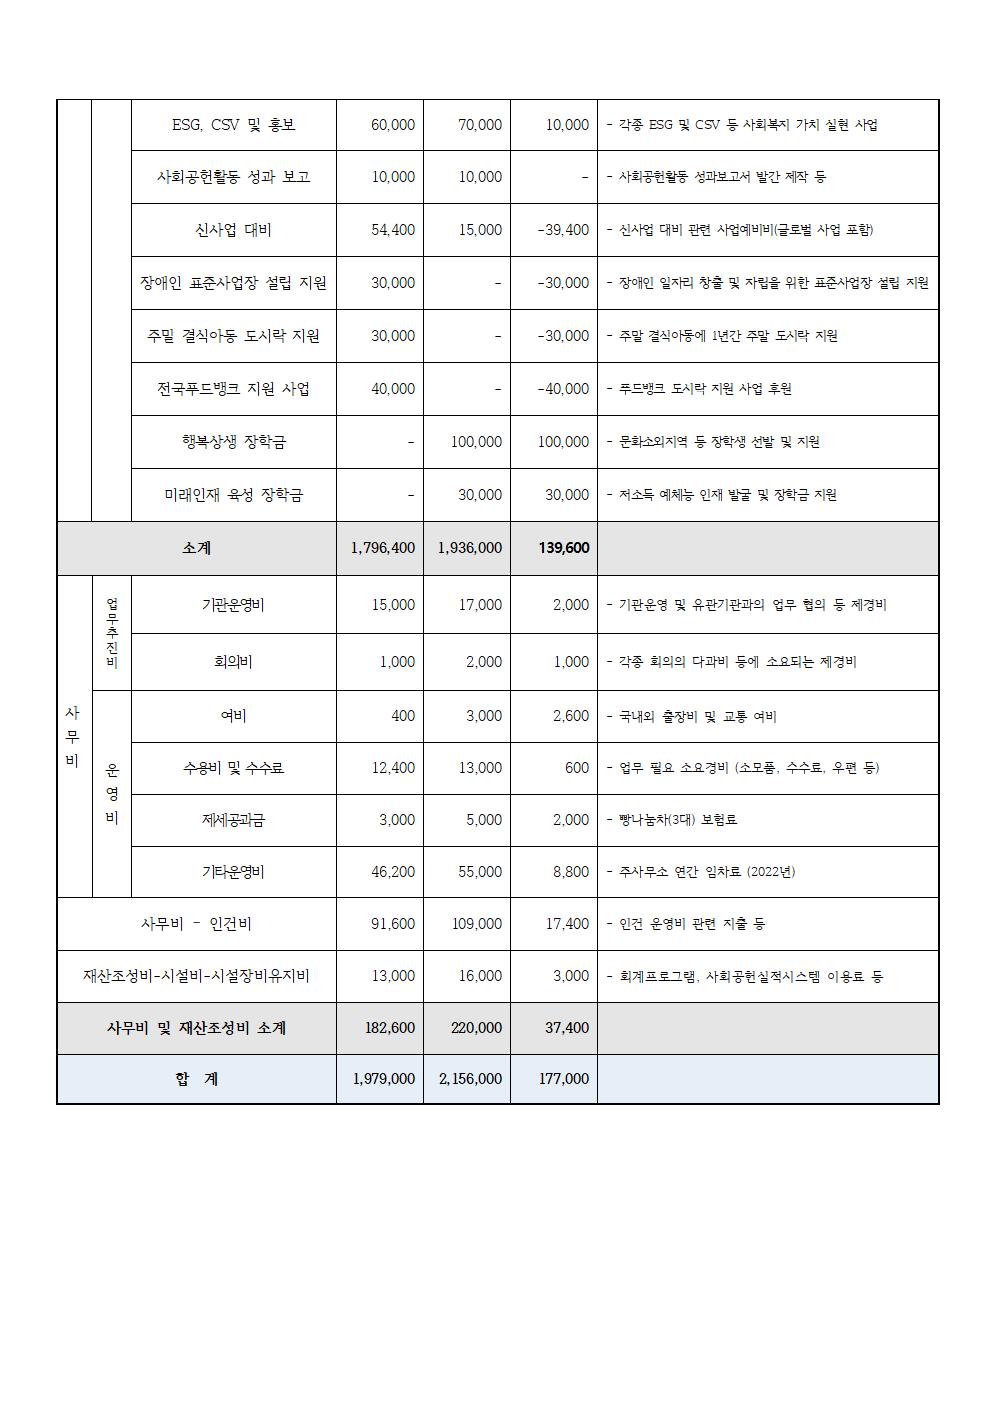 ESG, CSV 및 홍보 60,000 70,000 10,000 - 각종 ESG 및 CSV 등 사회복지 가치 실현 사업
사회공헌활동 성과 보고 10,000 10,000 - - 사회공헌활동 성과보고서 발간 제작 등
신사업 대비 54,400 15,000 -39,400 - 신사업 대비 관련 사업예비비(글로벌 사업 포함)
장애인 표준사업장 설립 지원 30,000 - -30,000 - 장애인 일자리 창출 및 자립을 위한 표준사업장 설립 지원
주밀 결식아동 도시락 지원 30,000 - -30,000 - 주말 결식아동에 1년간 주말 도시락 지원
전국푸드뱅크 지원 사업 40,000 - -40,000 - 푸드뱅크 도시락 지원 사업 후원
행복상생 장학금 - 100,000 100,000 - 문화소외지역 등 장학생 선발 및 지원
미래인재 육성 장학금 - 30,000 30,000 - 저소득 예체능 인재 발굴 및 장학금 지원
소계 1,796,400 1,936,000 139,600
사무비
업무추진비
기관운영비 15,000 17,000 2,000 - 기관운영 및 유관기관과의 업무 협의 등 제경비
회의비 1,000 2,000 1,000 - 각종 회의의 다과비 등에 소요되는 제경비
운영비
여비 400 3,000 2,600 - 국내외 출장비 및 교통 여비
수용비 및 수수료 12,400 13,000 600 - 업무 필요 소요경비 (소모품, 수수료, 우편 등)
제세공과금 3,000 5,000 2,000 - 빵나눔차(3대) 보험료
기타운영비 46,200 55,000 8,800 - 주사무소 연간 임차료 (2022년)
사무비 - 인건비 91,600 109,000 17,400 - 인건 운영비 관련 지출 등
재산조성비-시설비-시설장비유지비 13,000 16,000 3,000 - 회계프로그램, 사회공헌실적시스템 이용료 등
사무비 및 재산조성비 소계 182,600 220,000 37,400
합 계 1,979,000 2,156,000 177,000